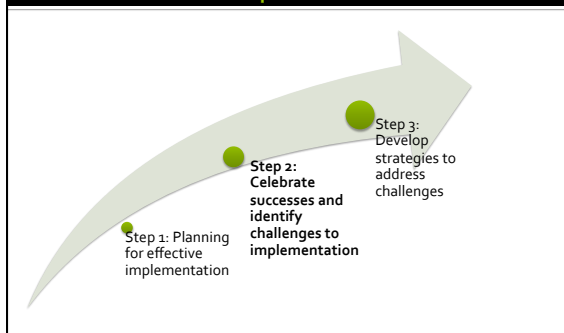 Step 1: Planning
for effective
implementation
Step 2:
Celebrate
successes and
identify
challenges to
implementation
Step 3:
Develop
strategies to
address
challenges